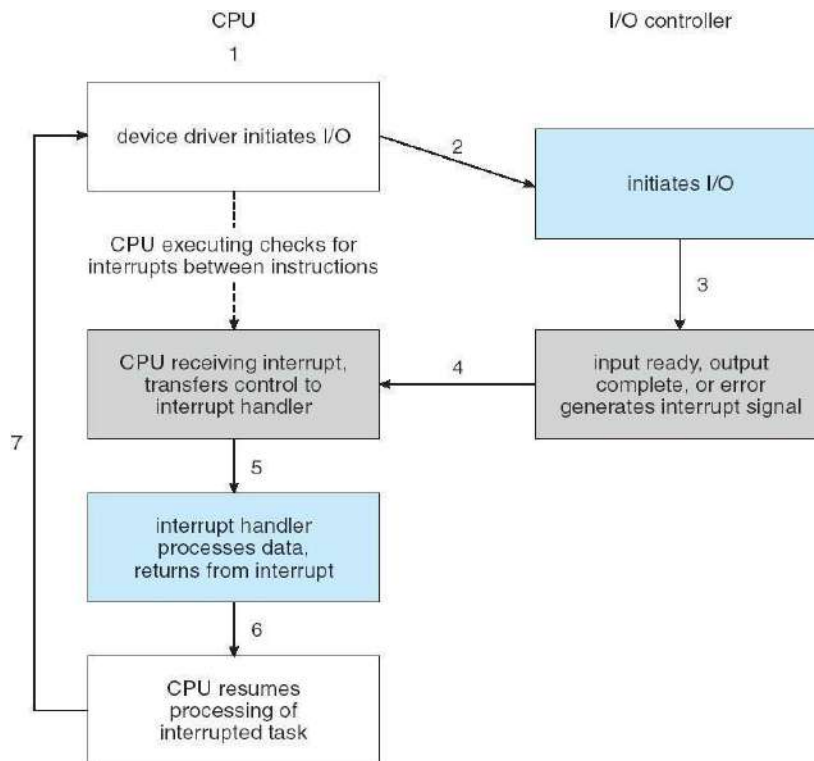 CPU
I/O controller
1
device driver initiates I/O
2
initiates I/O
CPU executing checks for
interrupts between instructions
3
CPU receiving interrupt,
transfers control to
interrupt handler
4
input ready, output
complete, or error
generates interrupt signal
7
5
interrupt handler
processes data,
returns from interrupt
6
CPU resumes
processing of
interrupted task